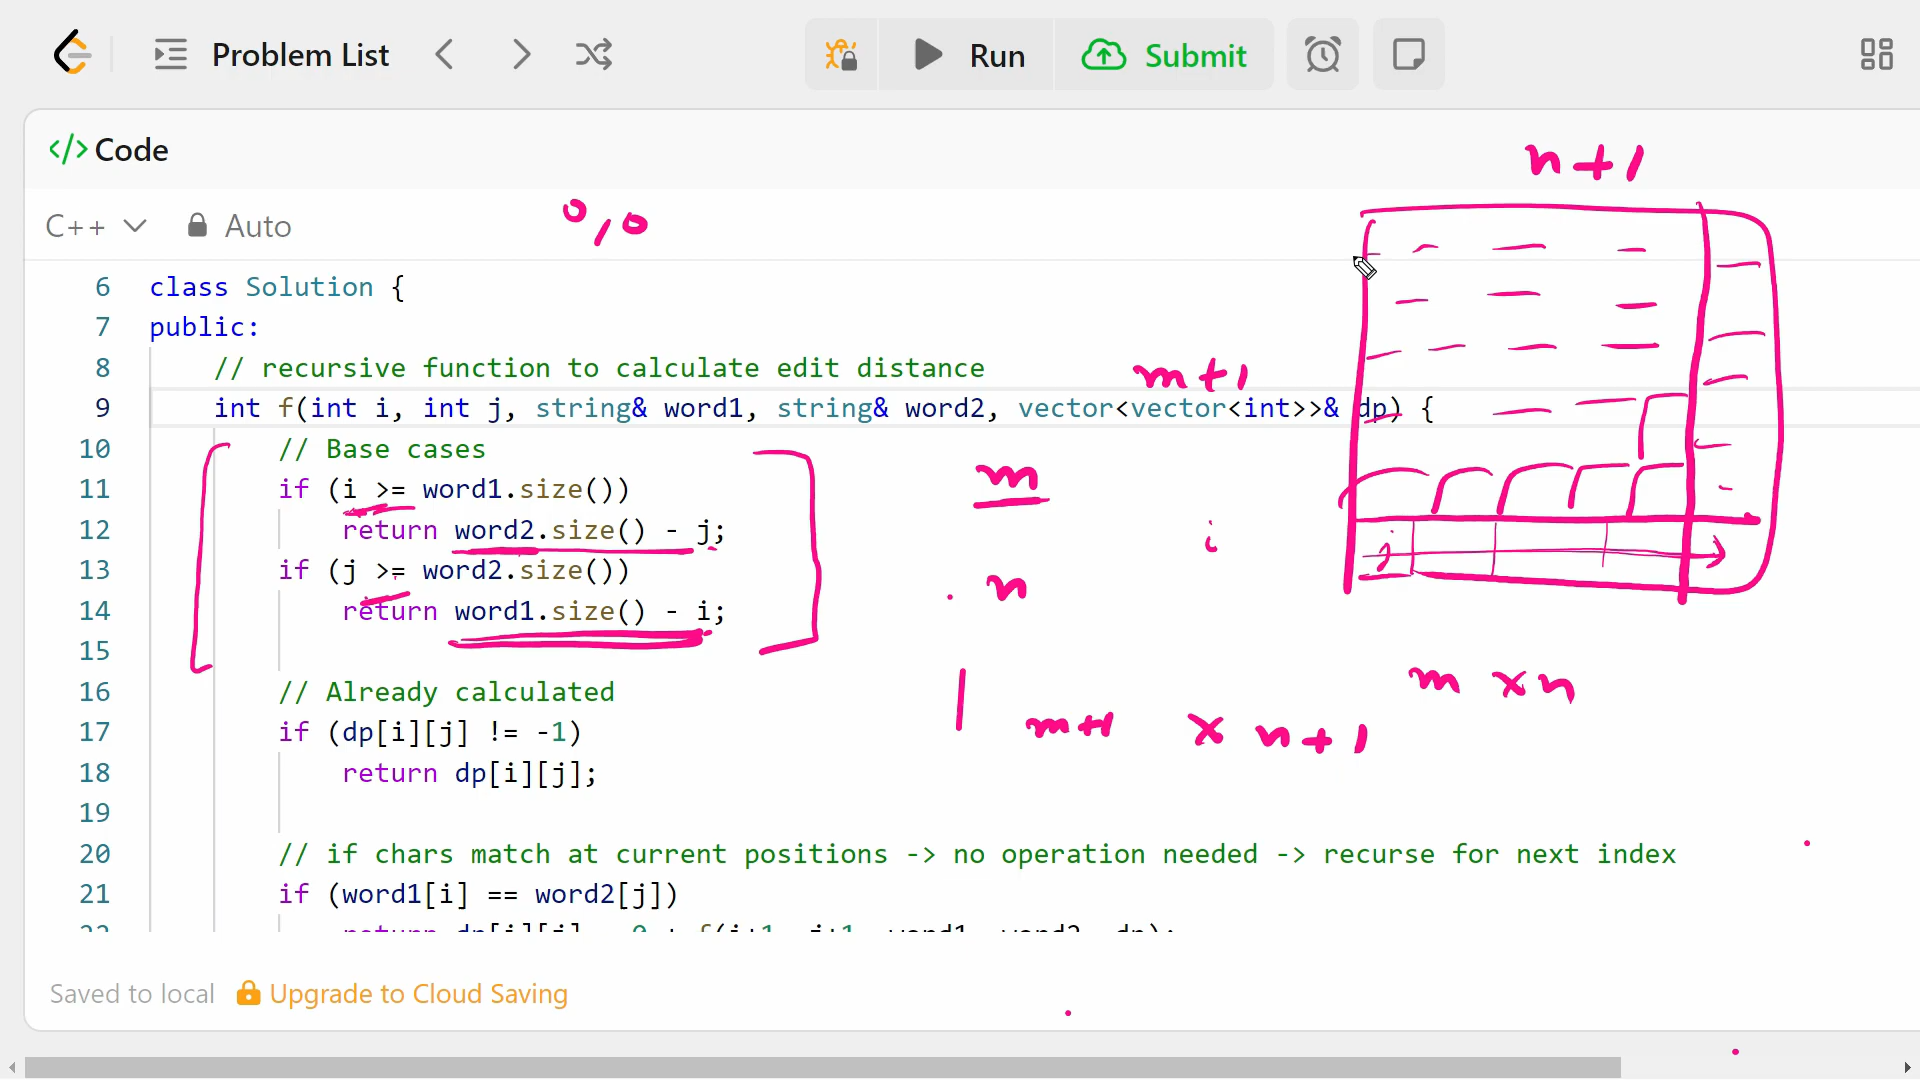 Problem List Run Submit
</> Code
n+1
C++ Auto 0,0
6 class Solution {
7 public:
8 // recursive function to calculate edit distance
m+1
9 int f(int i, int j, string& word1, string& word2, vector<vector<int>>& dp) {
10 // Base cases
m
11 if (i >= word1.size())
12 return word2.size() - j;
i
j
13 if (j >= word2.size())
n
14 return word1.size() - i;
15
16 // Already calculated
m x n
17 if (dp[i][j] != -1)
m+1 x n+1
18 return dp[i][j];
19
20 // if chars match at current positions -> no operation needed -> recurse for next index
21 if (word1[i] == word2[j])
Saved to local Upgrade to Cloud Saving